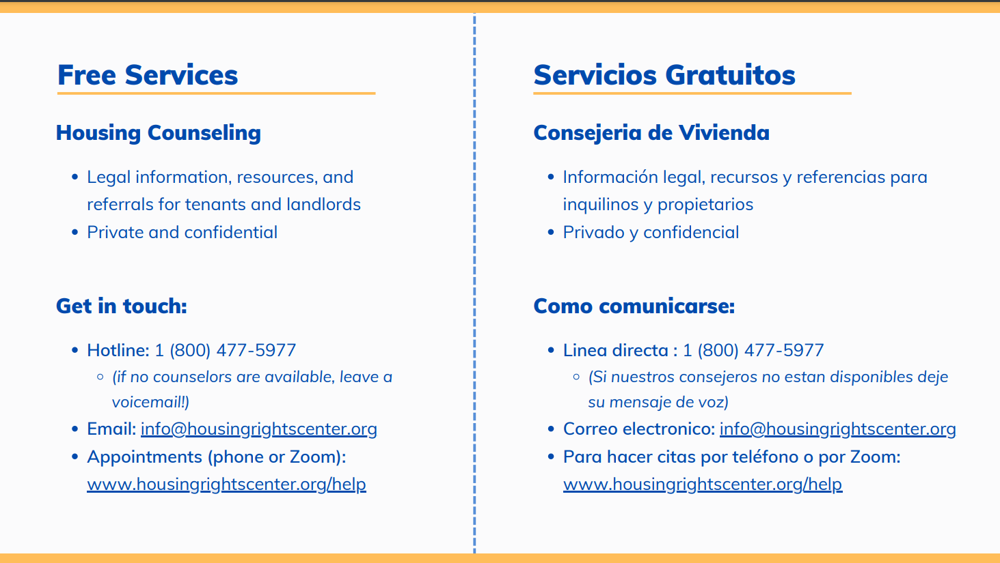 Free Services
Housing Counseling
• Legal information, resources, and
referrals for tenants and landlords
• Private and confidential
Get in touch:
• Hotline: 1 (800) 477-5977
◦ (if no counselors are available, leave a
voicemail!)
• Email: info@housingrightscenter.org
• Appointments (phone or Zoom):
www.housingrightscenter.org/help
Servicios Gratuitos
Consejeria de Vivienda
• Información legal, recursos y referencias para
inquilinos y propietarios
• Privado y confidencial
Como comunicarse:
• Linea directa : 1 (800) 477-5977
◦ (Si nuestros consejeros no estan disponibles deje
su mensaje de voz)
• Correo electronico: info@housingrightscenter.org
• Para hacer citas por teléfono o por Zoom:
www.housingrightscenter.org/help